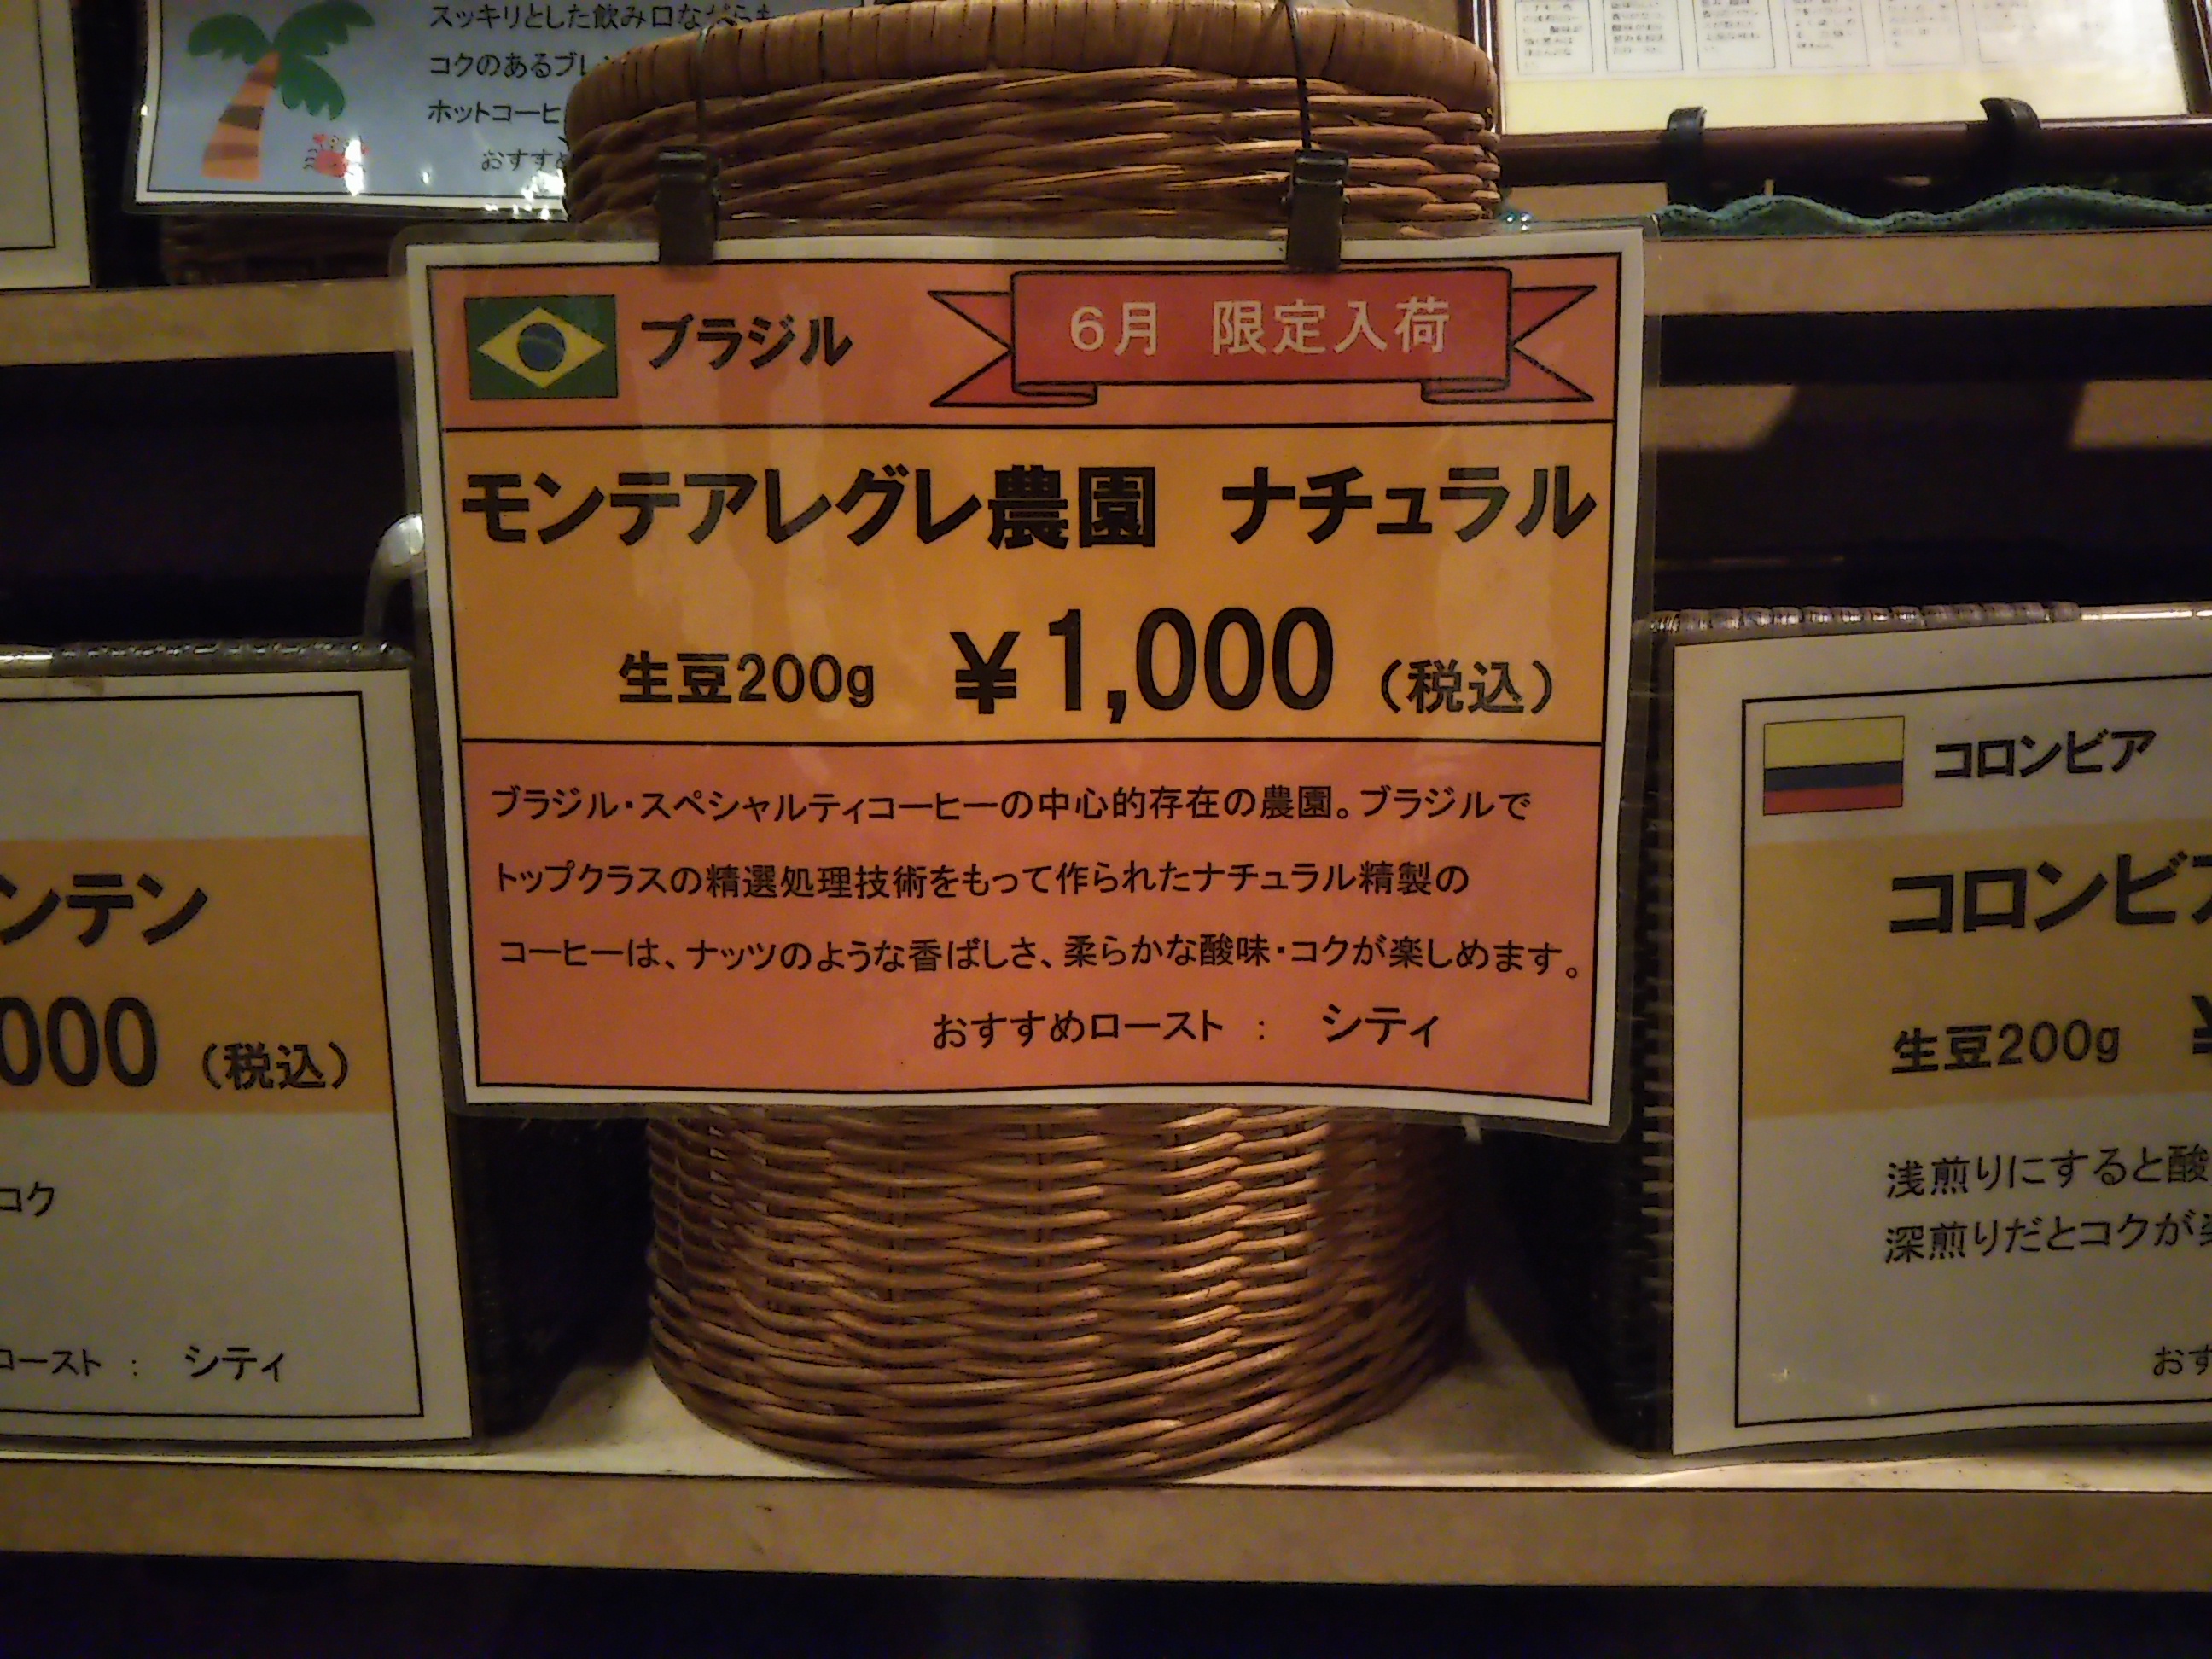 スッキリとした飲み口ながらも
コクのあるブレン
ホットコーヒ
おすすめ
ブラジル
6月 限定入荷
モンテアレグレ農園 ナチュラル
生豆200g ¥1,000 (税込)
ブラジル・スペシャルティコーヒーの中心的存在の農園。ブラジルで
トップクラスの精選処理技術をもって作られたナチュラル精製の
コーヒーは、ナッツのような香ばしさ、柔らかな酸味・コクが楽しめます。
おすすめロースト : シティ
ンテン
000 (税込)
コク
ロースト : シティ
コロンビア
コロンビア
生豆200g ¥
浅煎りにすると酸
深煎りだとコクが
おす